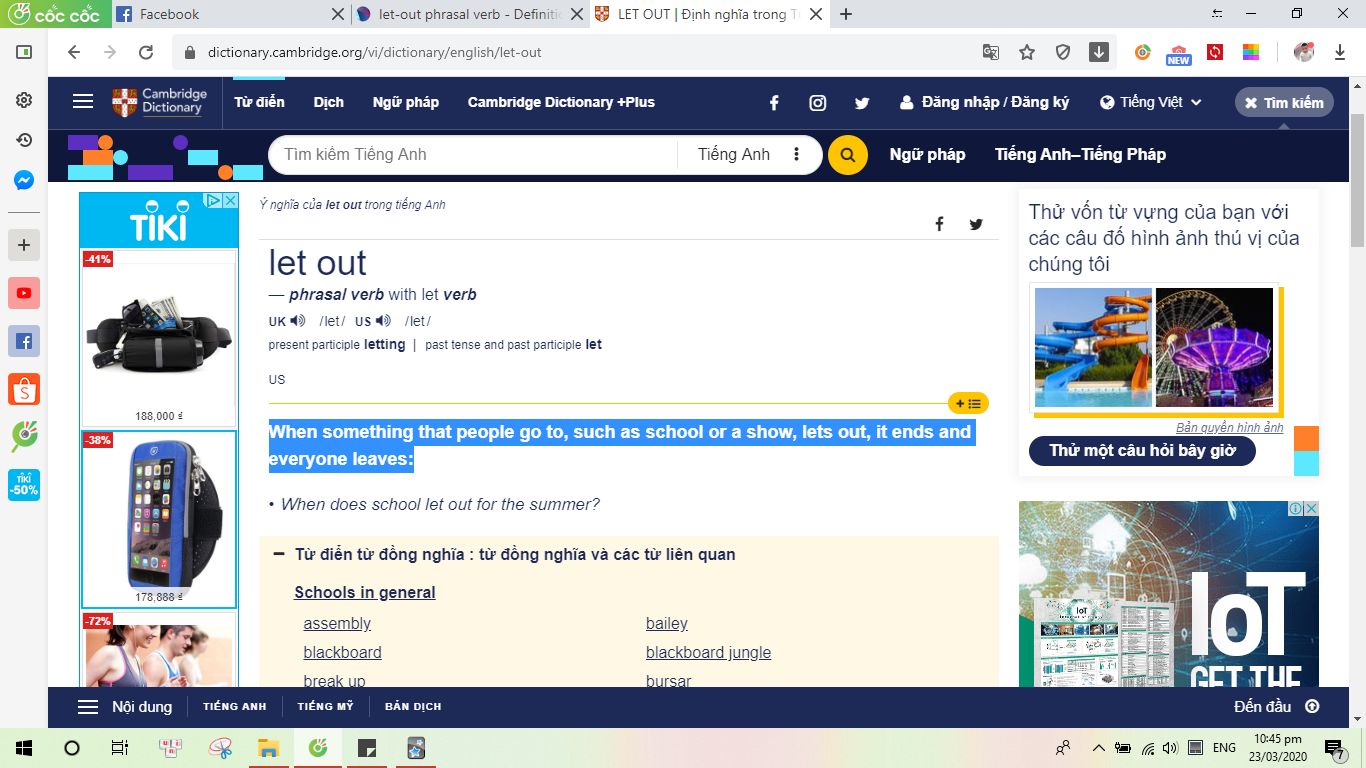 cốc cốc
Facebook
let-out phrasal verb - Definiti
LET OUT | Định nghĩa trong T
dictionary.cambridge.org/vi/dictionary/english/let-out
NEW
Cambridge
Dictionary
Từ điển
Dịch
Ngữ pháp
Cambridge Dictionary +Plus
Đăng nhập / Đăng ký
Tiếng Việt
Tìm kiếm
Tìm kiếm Tiếng Anh
Tiếng Anh
Ngữ pháp
Tiếng Anh–Tiếng Pháp
TIKI
-41%
188,000 ₫
-38%
178,888 ₫
-72%
TIKI
-50%
Ý nghĩa của let out trong tiếng Anh
let out
— phrasal verb with let verb
UK /let/ US /let/
present participle letting | past tense and past participle let
US
When something that people go to, such as school or a show, lets out, it ends and
everyone leaves:
• When does school let out for the summer?
Từ điển từ đồng nghĩa : từ đồng nghĩa và các từ liên quan
Schools in general
assembly
bailey
blackboard
blackboard jungle
break up
bursar
Thử vốn từ vựng của bạn với
các câu đố hình ảnh thú vị của
chúng tôi
Bản quyền hình ảnh
Thử một câu hỏi bây giờ
IoT
IoT
GET THE
Nội dung
TIẾNG ANH
TIẾNG MỸ
BẢN DỊCH
Đến đầu
ENG
10:45 pm
23/03/2020
7